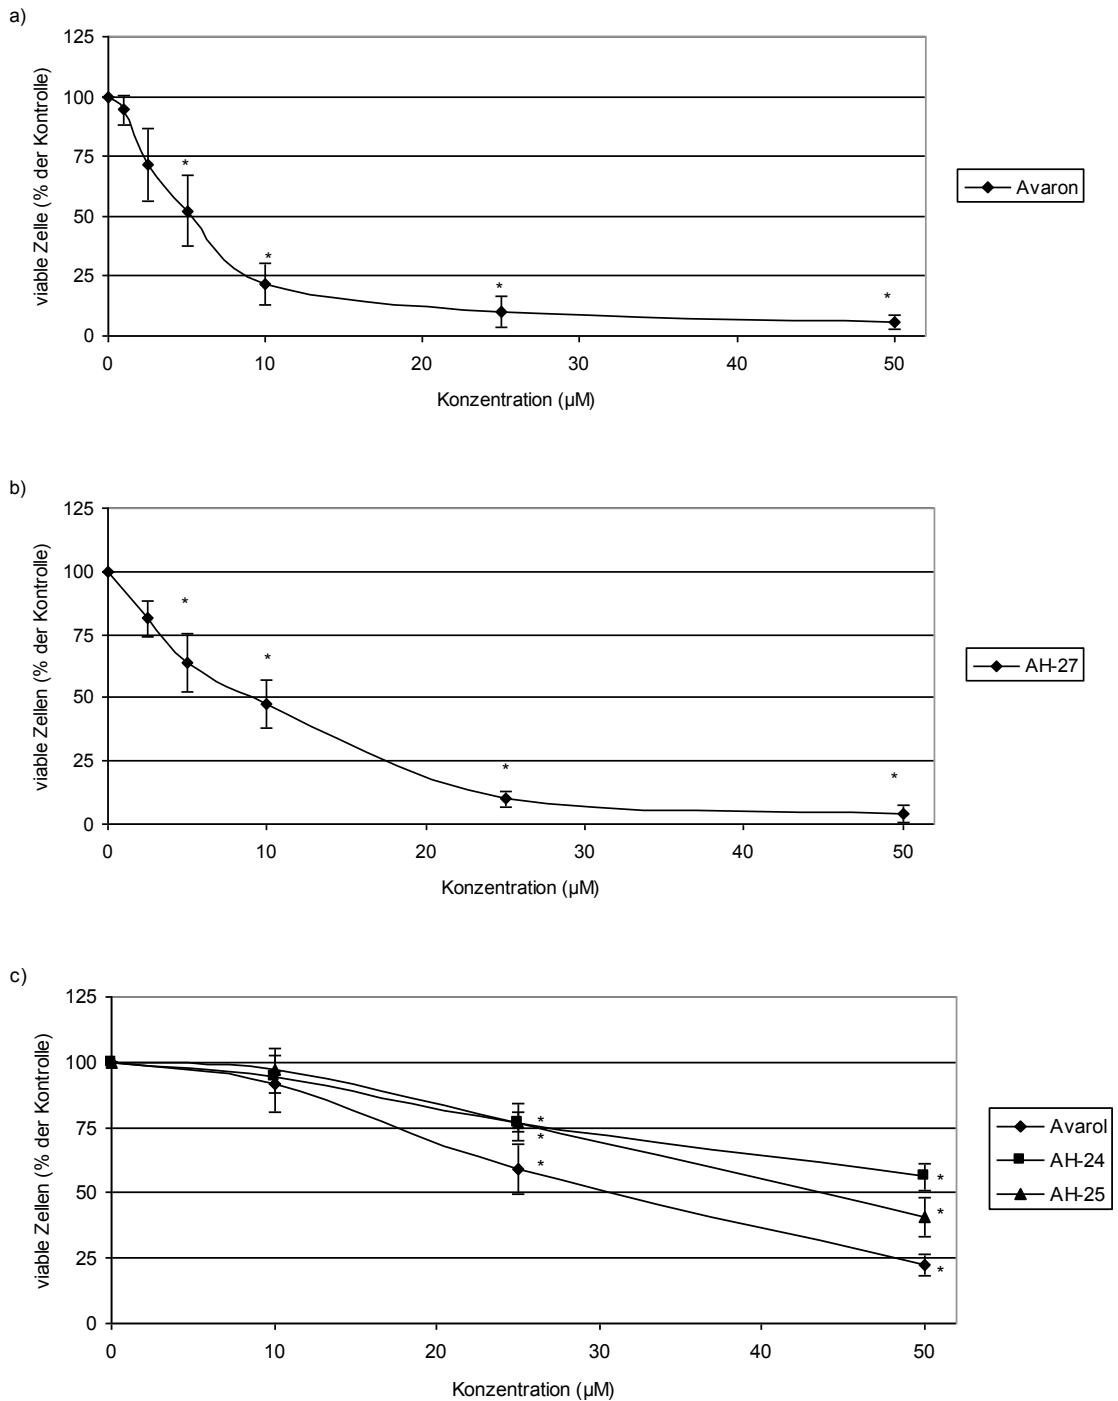 a)
125
100
75
50
25
0
viable Zelle (% der Kontrolle)
*
*
*
*
0 10 20 30 40 50
Konzentration (µM)
Avaron
b)
125
100
75
50
25
0
viable Zellen (% der Kontrolle)
*
*
*
*
0 10 20 30 40 50
Konzentration (µM)
AH-27
c)
125
100
75
50
25
0
viable Zellen (% der Kontrolle)
*
*
*
*
*
*
0 10 20 30 40 50
Konzentration (µM)
Avarol
AH-24
AH-25